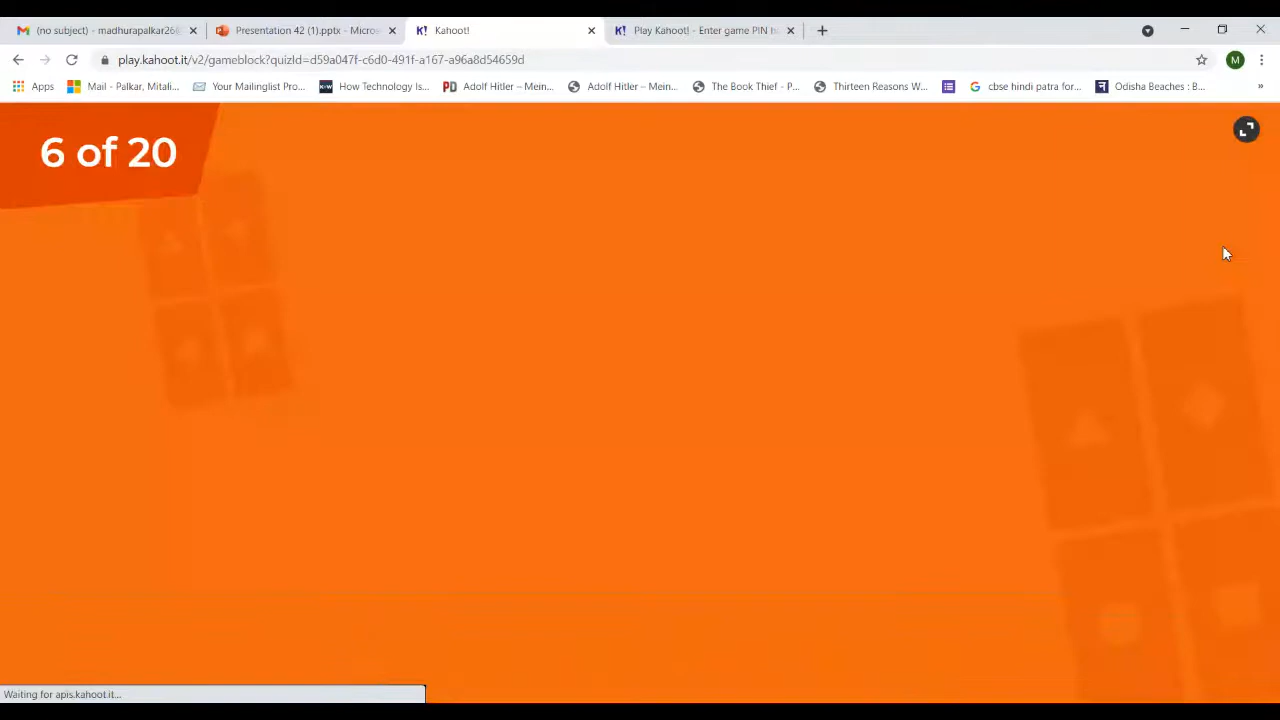 (no subject) - madhurapalkar268
Presentation 42 (1).pptx - Micros
Kahoot!
Play Kahoot! - Enter game PIN
play.kahoot.it/v2/gameblock?quizId=d59a047f-c6d0-491f-a167-a96a8d54659d
M
Apps
Mail - Palkar, Mitali...
Your Mailinglist Pro...
How Technology Is...
Adolf Hitler – Mein...
Adolf Hitler – Mein...
The Book Thief - P...
Thirteen Reasons W...
cbse hindi patra for...
Odisha Beaches : B...
»
6 of 20
Waiting for apis.kahoot.it...